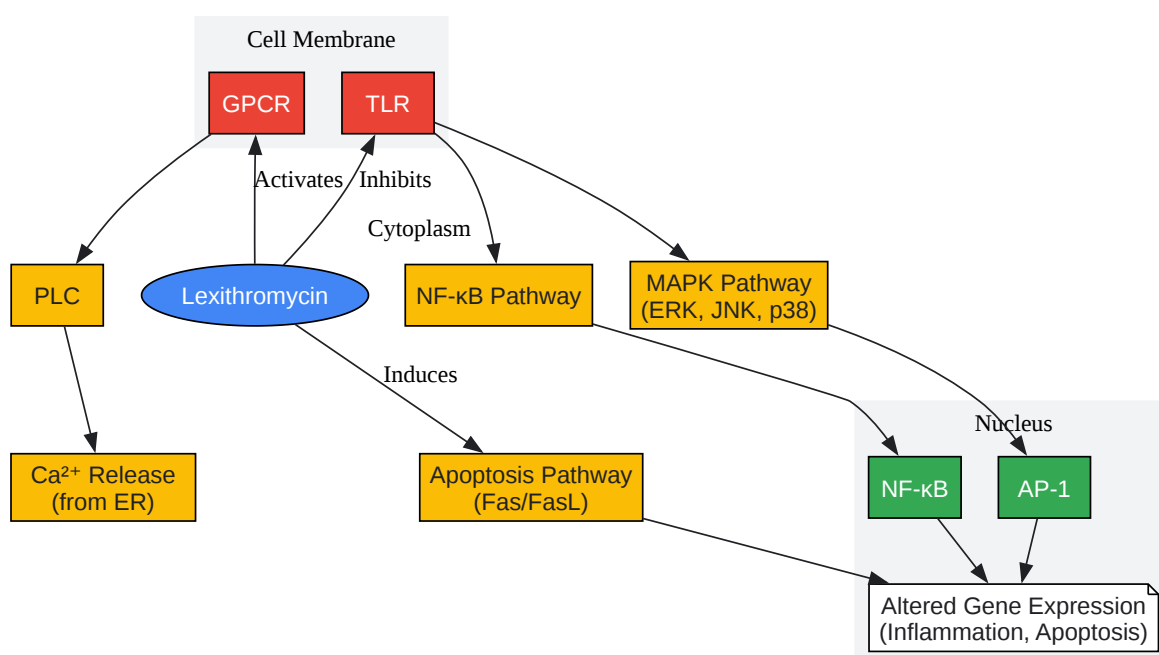 Cell Membrane
GPCR
TLR
Activates
Inhibits
Cytoplasm
PLC
Lexithromycin
NF-κB Pathway
MAPK Pathway
(ERK, JNK, p38)
Induces
Nucleus
Ca²⁺ Release
(from ER)
Apoptosis Pathway
(Fas/FasL)
NF-κB
AP-1
Altered Gene Expression
(Inflammation, Apoptosis)